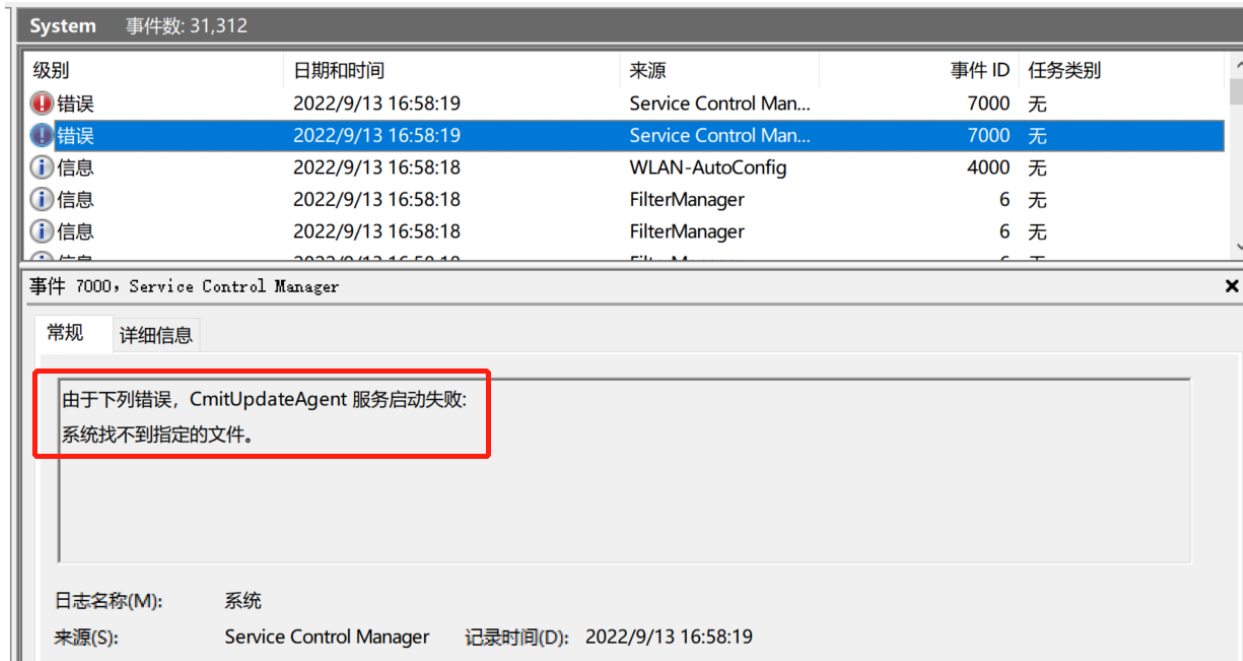 System 事件数: 31,312
级别 日期和时间 来源 事件 ID 任务类别
错误 2022/9/13 16:58:19 Service Control Man... 7000 无
错误 2022/9/13 16:58:19 Service Control Man... 7000 无
信息 2022/9/13 16:58:18 WLAN-AutoConfig 4000 无
信息 2022/9/13 16:58:18 FilterManager 6 无
信息 2022/9/13 16:58:18 FilterManager 6 无
事件 7000，Service Control Manager
常规 详细信息
由于下列错误，CmitUpdateAgent 服务启动失败:
系统找不到指定的文件。
日志名称(M): 系统
来源(S): Service Control Manager 记录时间(D): 2022/9/13 16:58:19